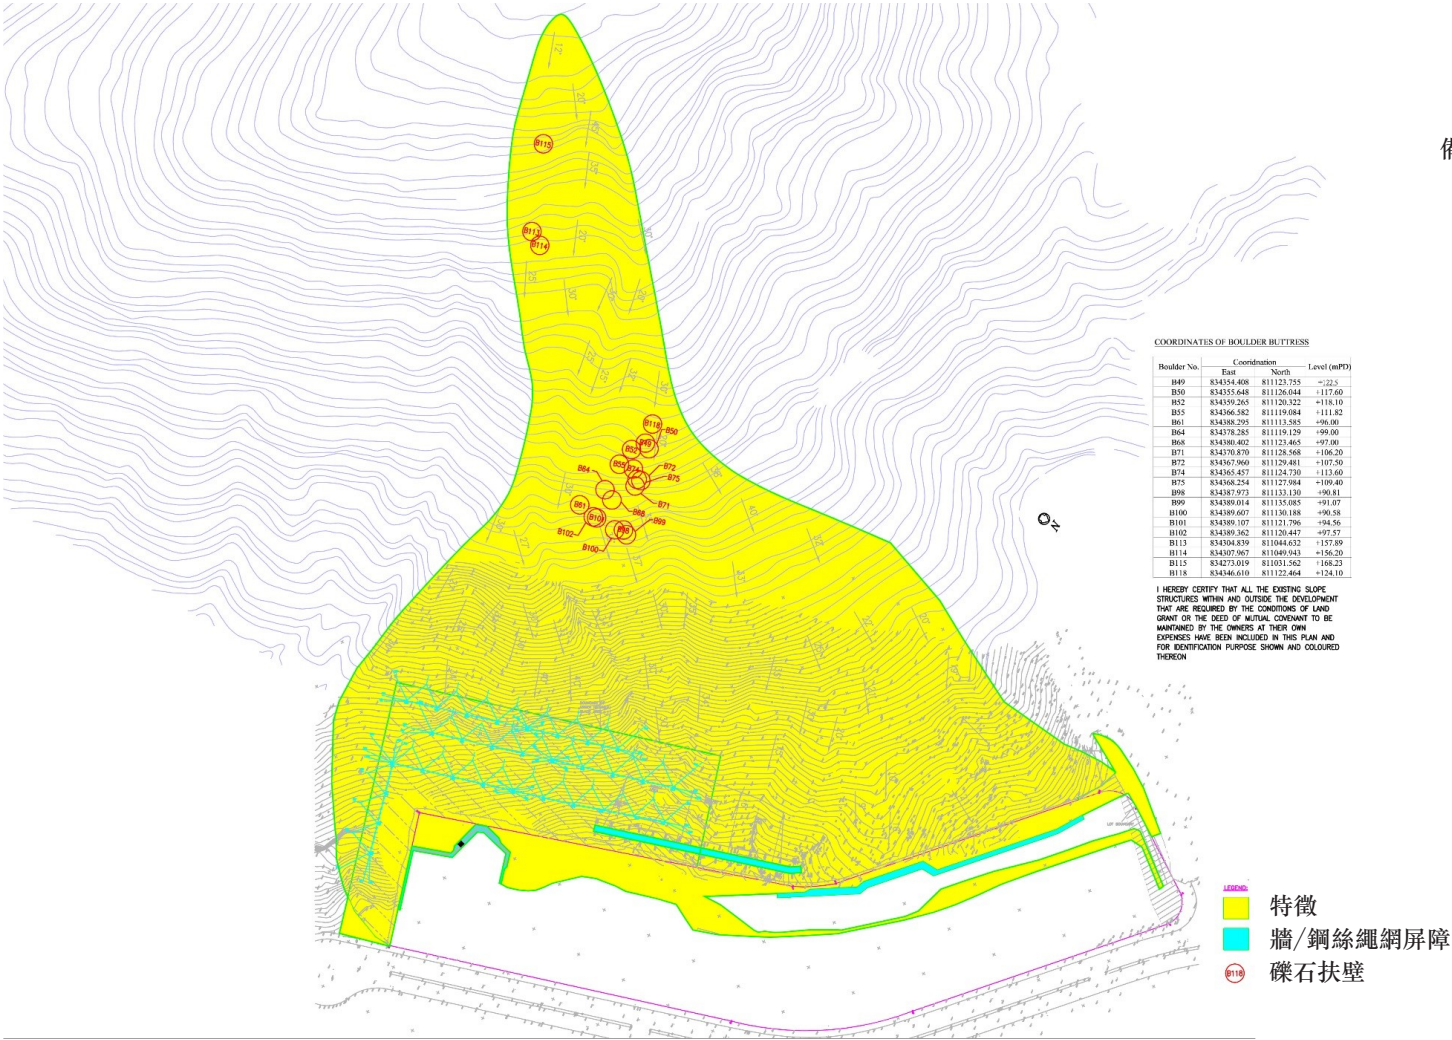 COORDINATES OF BOULDER BUTTRESS
Boulder No. Cooridnation Level (mPD)
East North
B49 834354.408 811123.755 +122.5
B50 834355.648 811126.044 +117.60
B52 834359.265 811120.322 +118.10
B55 834366.582 811119.084 +111.82
B61 834388.295 811113.585 +96.00
B64 834378.285 811119.129 +99.00
B68 834380.402 811123.465 +97.00
B71 834370.870 811128.568 +106.20
B72 834367.960 811129.481 +107.50
B74 834365.457 811124.730 +113.60
B75 834368.254 811127.984 +109.40
B98 834387.973 811133.130 +90.81
B99 834389.014 811135.085 +91.07
B100 834389.607 811130.188 +90.58
B101 834389.107 811121.796 +94.56
B102 834389.362 811120.447 +97.57
B113 834304.839 811044.632 +157.89
B114 834307.967 811049.943 +156.20
B115 834273.019 811031.562 +168.23
B118 834346.610 811122.464 +124.10
I HEREBY CERTIFY THAT ALL THE EXISTING SLOPE
STRUCTURES WITHIN AND OUTSIDE THE DEVELOPMENT
THAT ARE REQUIRED BY THE CONDITIONS OF LAND
GRANT OR THE DEED OF MUTUAL COVENANT TO BE
MAINTAINED BY THE OWNERS AT THEIR OWN
EXPENSES HAVE BEEN INCLUDED IN THIS PLAN AND
FOR IDENTIFICATION PURPOSE SHOWN AND COLOURED
THEREON
B115
B113
B114
B118
B50
B49
B52
B55
B74
B72
B75
B64
B71
B68
B61
B101
B99
B102
B98
B100
N
LEGEND:
特徵
牆/鋼絲繩網屏障
B118 礫石扶壁